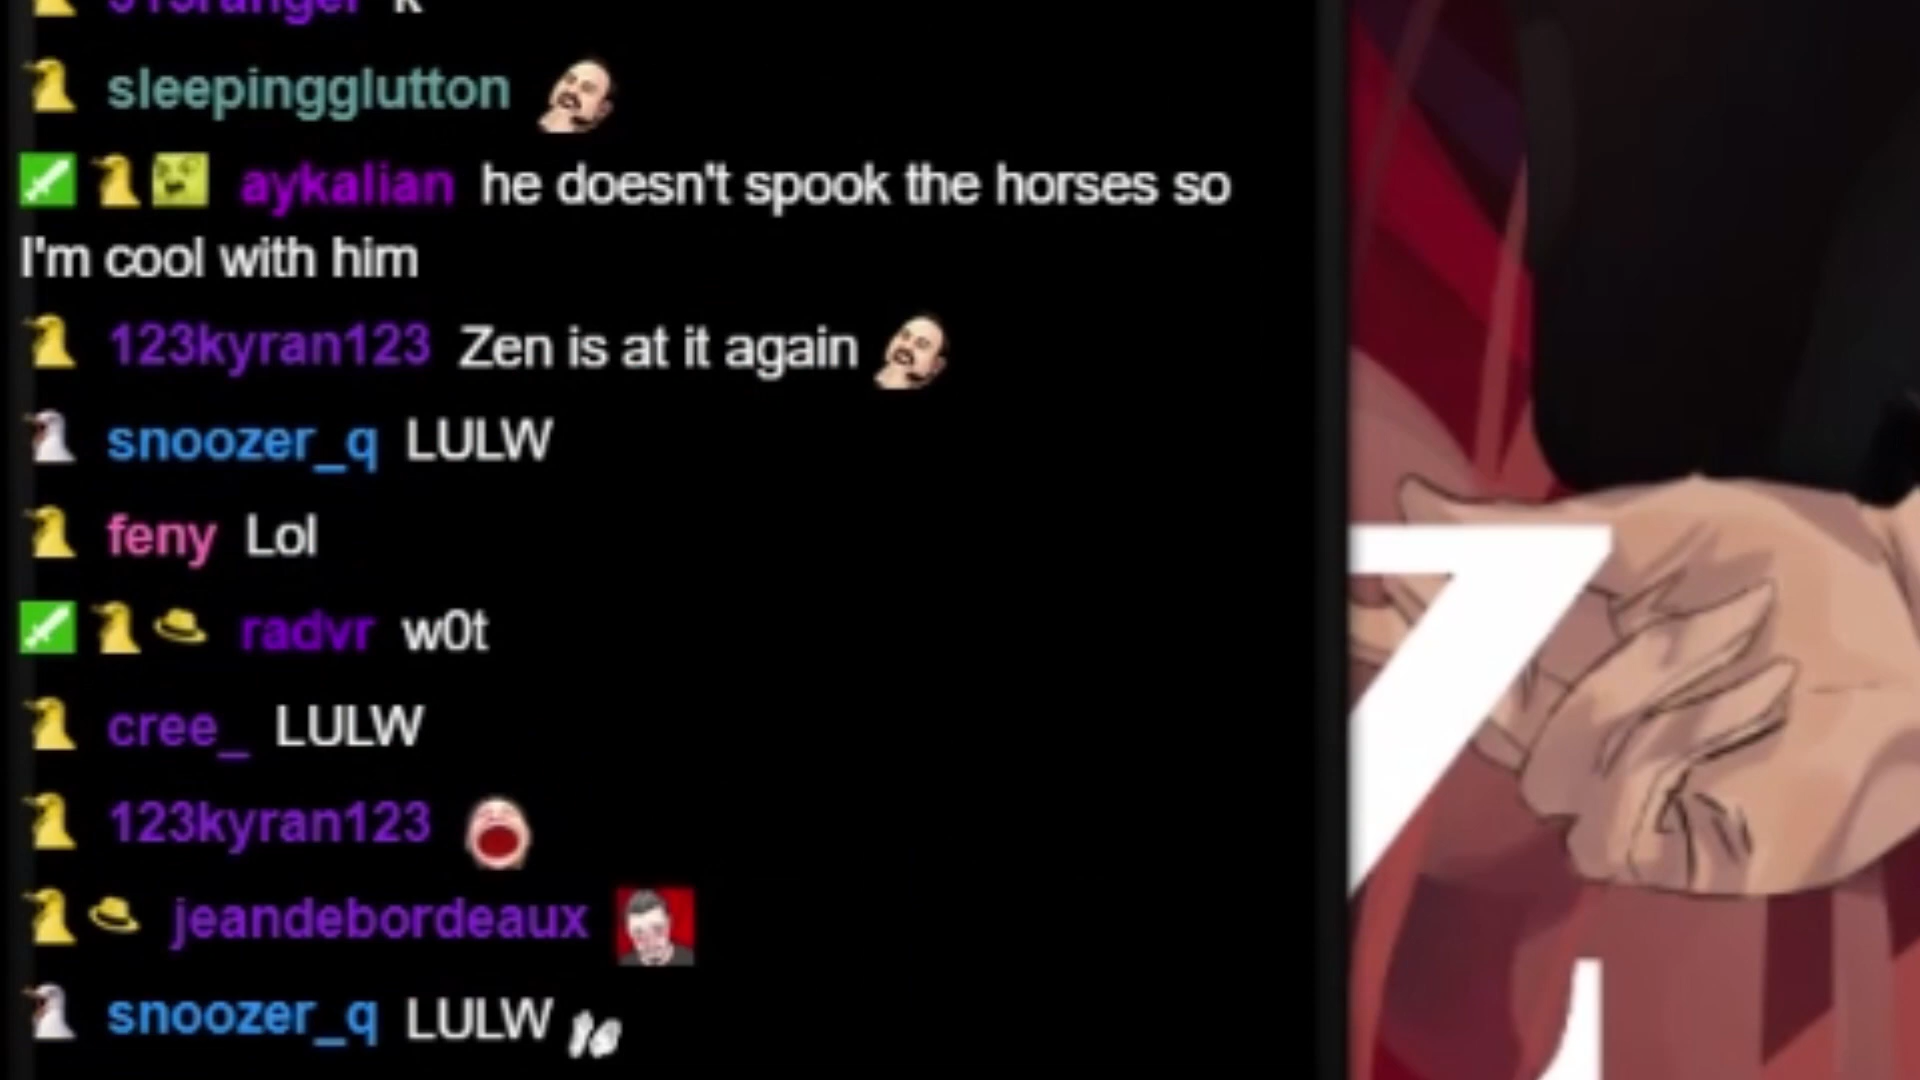 k
sleepingglutton
aykalian he doesn't spook the horses so
I'm cool with him
123kyran123 Zen is at it again
snoozer_q LULW
feny Lol
radvr w0t
cree_ LULW
123kyran123
jeandebordeaux
snoozer_q LULW
7